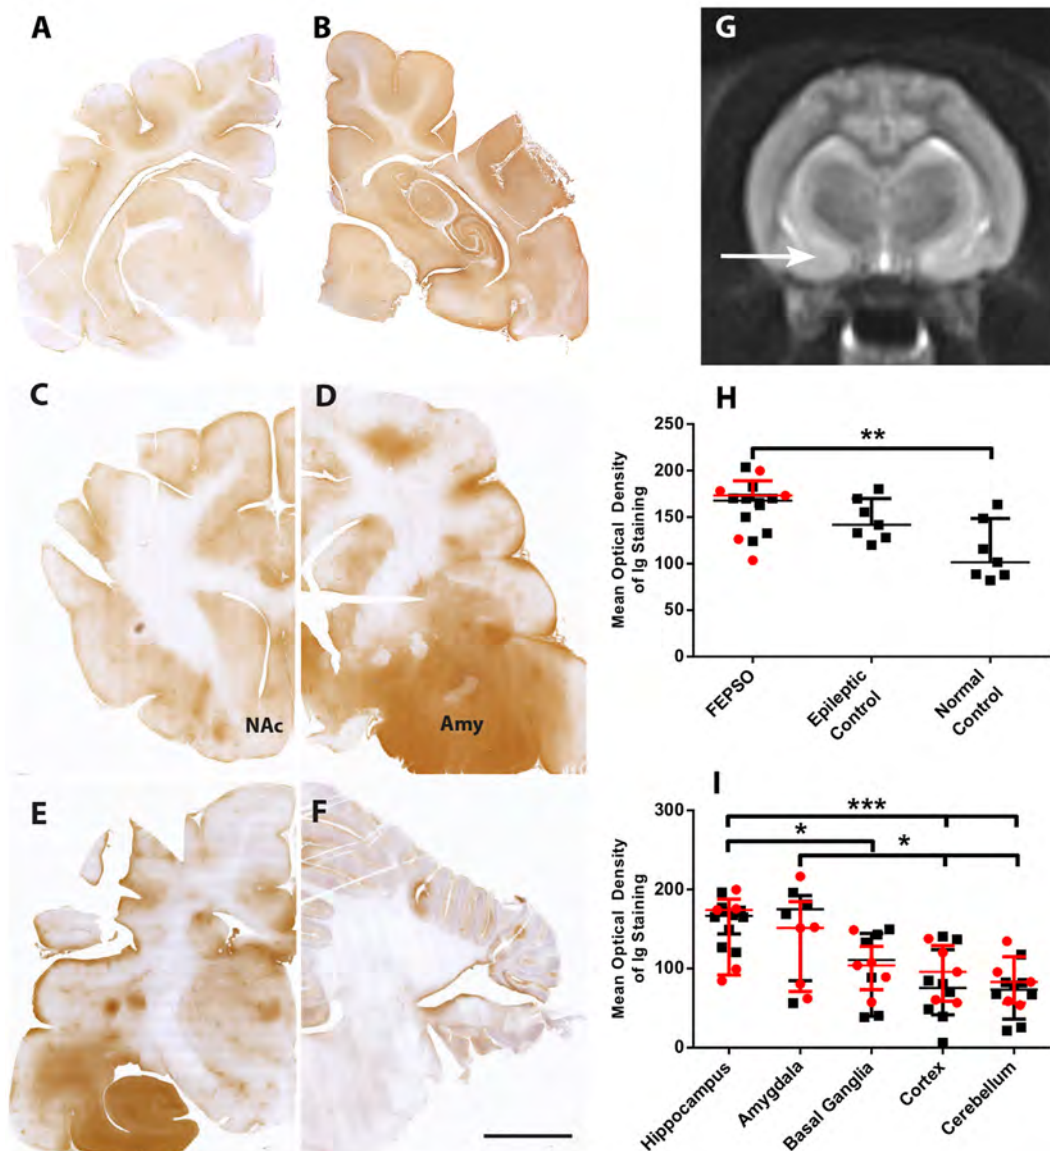 A
B
G
C
D
NAc
Amy
E
F
H
Mean Optical Density
of Ig Staining
250
200
150
100
50
0
**
FEPSO
Epileptic
Control
Normal
Control
I
Mean Optical Density
of Ig Staining
300
200
100
0
***
*
*
Hippocampus
Amygdala
Basal Ganglia
Cortex
Cerebellum